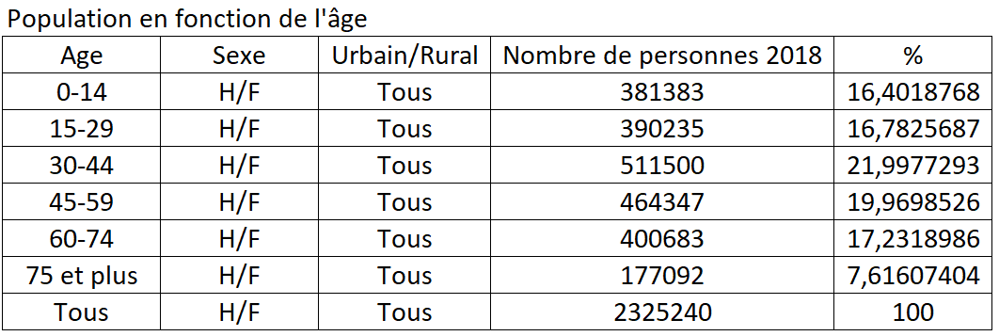 Population en fonction de l'âge
Age Sexe Urbain/Rural Nombre de personnes 2018 %
0-14 H/F Tous 381383 16,4018768
15-29 H/F Tous 390235 16,7825687
30-44 H/F Tous 511500 21,9977293
45-59 H/F Tous 464347 19,9698526
60-74 H/F Tous 400683 17,2318986
75 et plus H/F Tous 177092 7,61607404
Tous H/F Tous 2325240 100